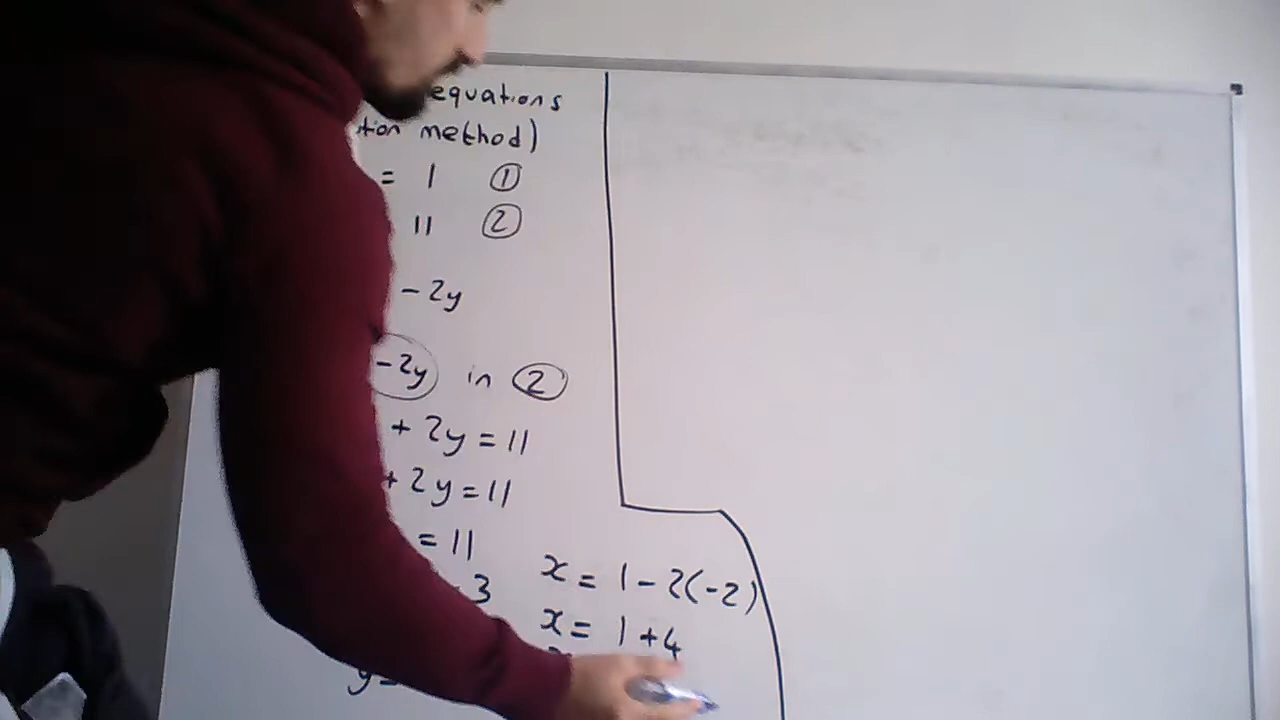 equations
method)
= 1 ①
11 ②
- 2y
-2y in ②
+ 2y = 11
+ 2y = 11
= 11
3
x = 1 - 2(-2)
x = 1 + 4
y =